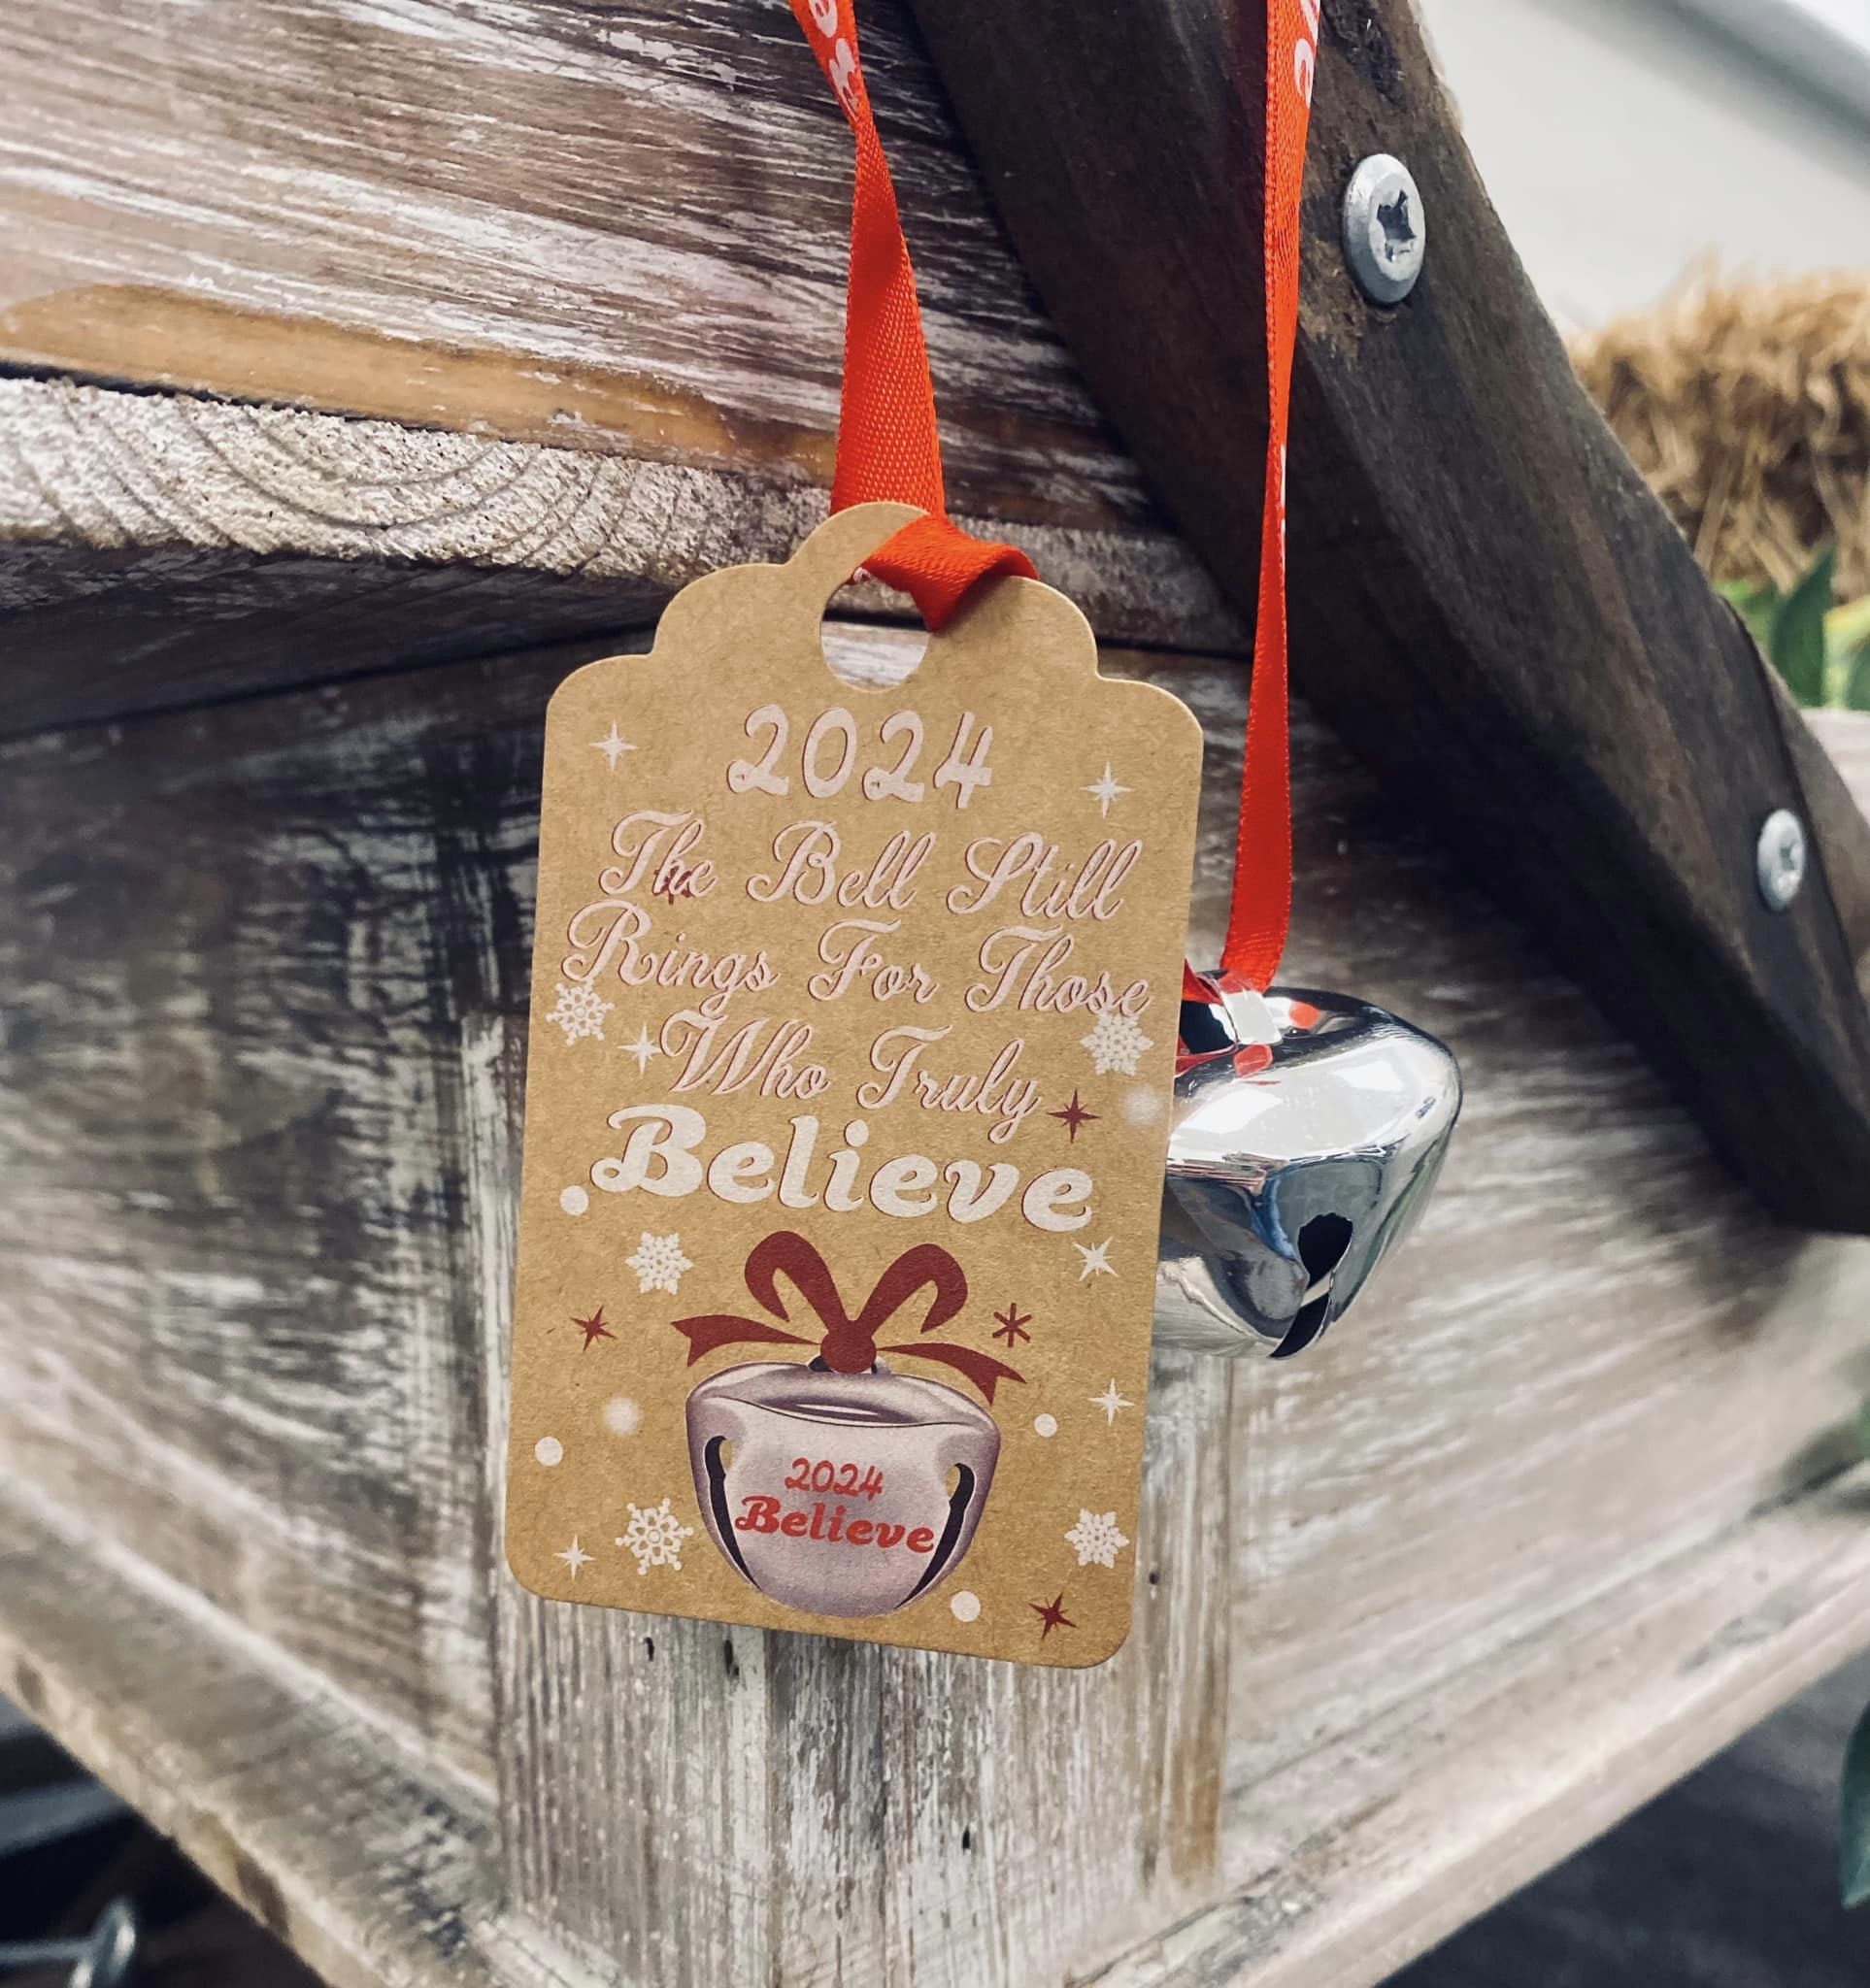 2024
The Bell Still
Rings For Those
Who Truly
Believe
2024
Believe